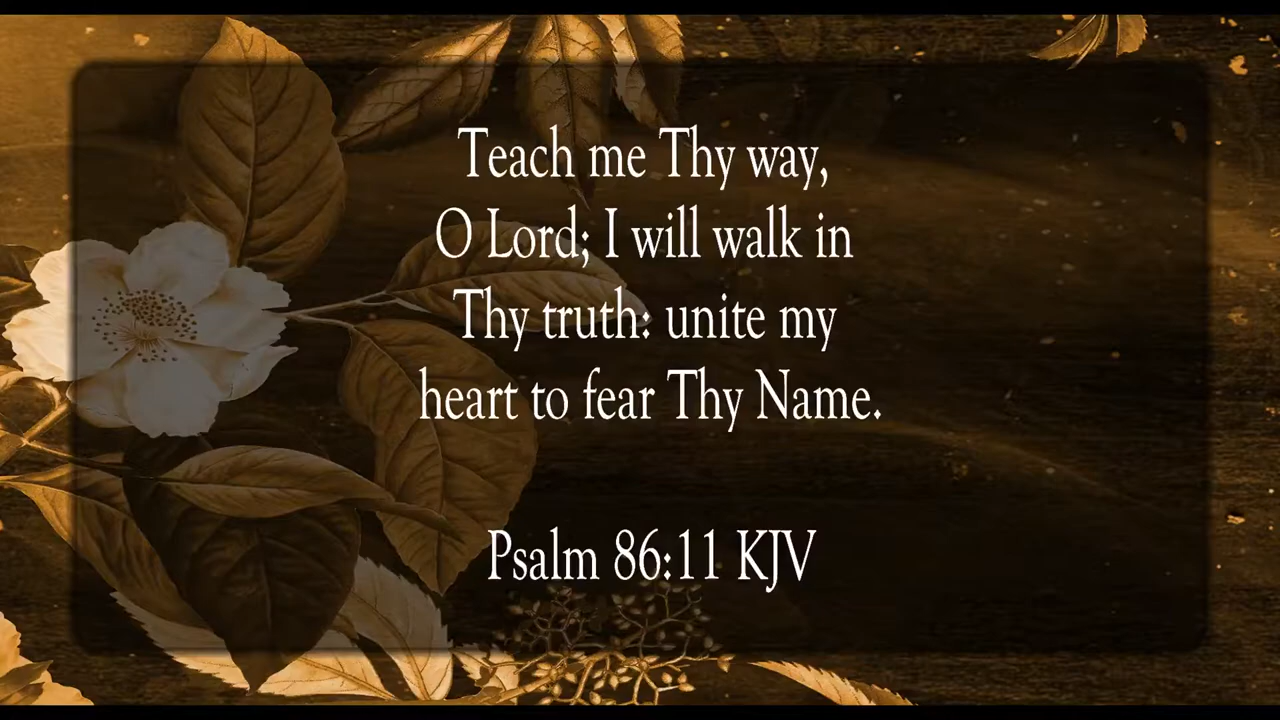 Teach me Thy way,
O Lord; I will walk in
Thy truth: unite my
heart to fear Thy Name.
Psalm 86:11 KJV